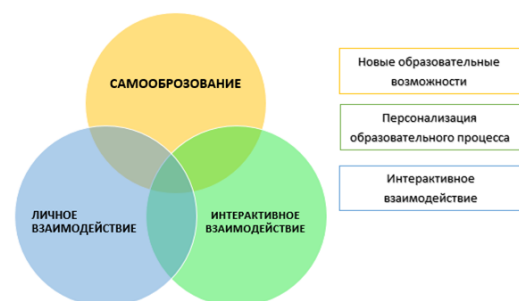 САМООБРОЗОВАНИЕ
ЛИЧНОЕ
ВЗАИМОДЕЙСТВИЕ
ИНТЕРАКТИВНОЕ
ВЗАИМОДЕЙСТВИЕ
Новые образовательные
возможности
Персонализация
образовательного процесса
Интерактивное
взаимодействие